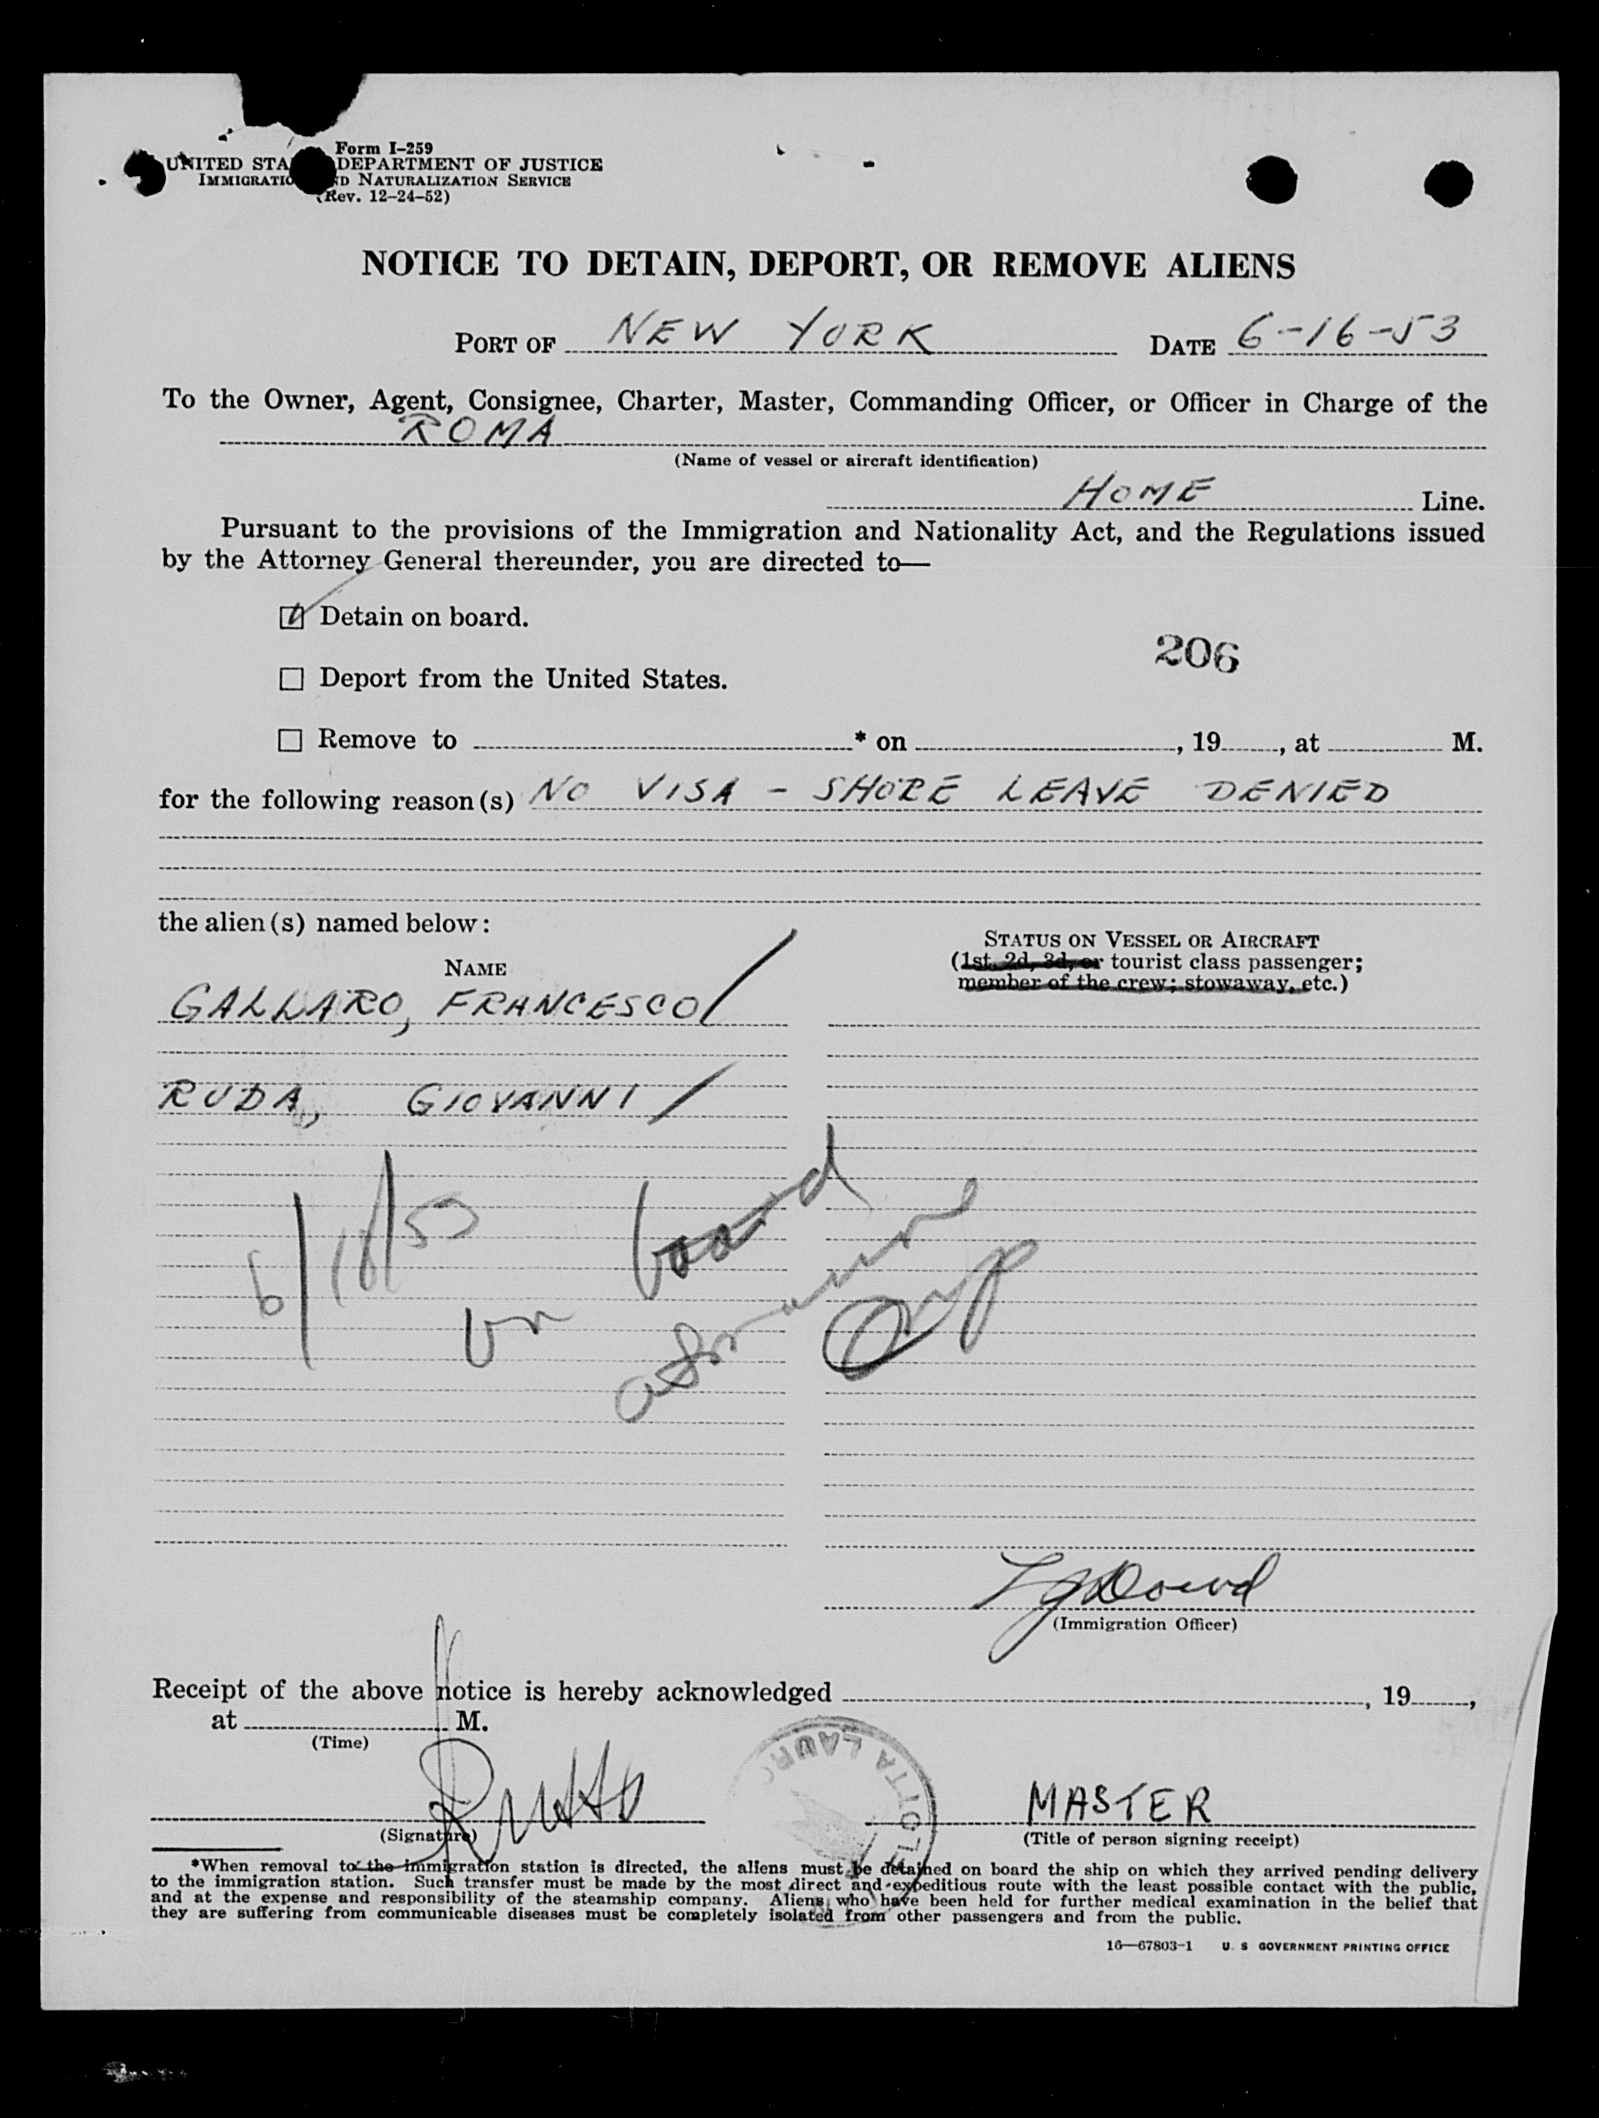 Form I-259
UNITED STA DEPARTMENT OF JUSTICE
IMMIGRATIO ND NATURALIZATION SERVICE
(Rev. 12-24-52)
NOTICE TO DETAIN, DEPORT, OR REMOVE ALIENS
PORT OF NEW YORK DATE 6-16-53
To the Owner, Agent, Consignee, Charter, Master, Commanding Officer, or Officer in Charge of the
ROMA
(Name of vessel or aircraft identification)
HOME Line.
Pursuant to the provisions of the Immigration and Nationality Act, and the Regulations issued
by the Attorney General thereunder, you are directed to—
☑ Detain on board.
206
☐ Deport from the United States.
☐ Remove to * on , 19 , at M.
for the following reason(s) NO VISA - SHORE LEAVE DENIED
the alien(s) named below:
NAME
STATUS ON VESSEL OR AIRCRAFT
(1st, 2d, 3d, or tourist class passenger;
member of the crew; stowaway, etc.)
GALLARO, FRANCESCO
RUDA, GIOVANNI
6/18/53 on board
(Immigration Officer)
Receipt of the above notice is hereby acknowledged , 19 ,
at M.
(Time)
LAURO
MASTER
(Signature)
(Title of person signing receipt)
*When removal to the immigration station is directed, the aliens must be detained on board the ship on which they arrived pending delivery
to the immigration station. Such transfer must be made by the most direct and expeditious route with the least possible contact with the public,
and at the expense and responsibility of the steamship company. Aliens who have been held for further medical examination in the belief that
they are suffering from communicable diseases must be completely isolated from other passengers and from the public.
16—67803-1 U. S. GOVERNMENT PRINTING OFFICE